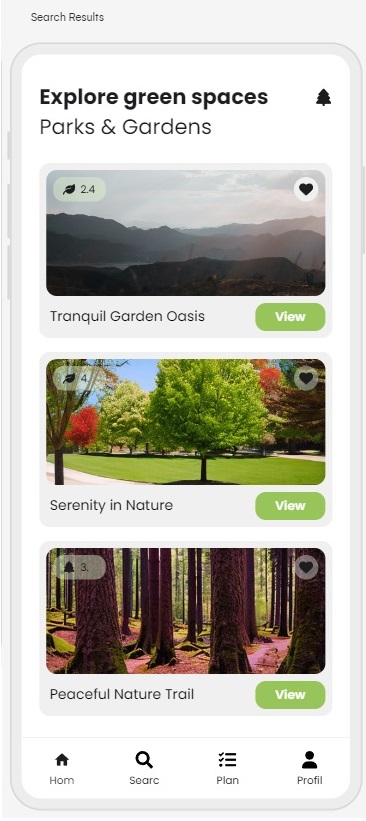 Search Results
Explore green spaces
Parks & Gardens
2.4
Tranquil Garden Oasis
View
4.
Serenity in Nature
View
3.
Peaceful Nature Trail
View
Hom
Searc
Plan
Profil